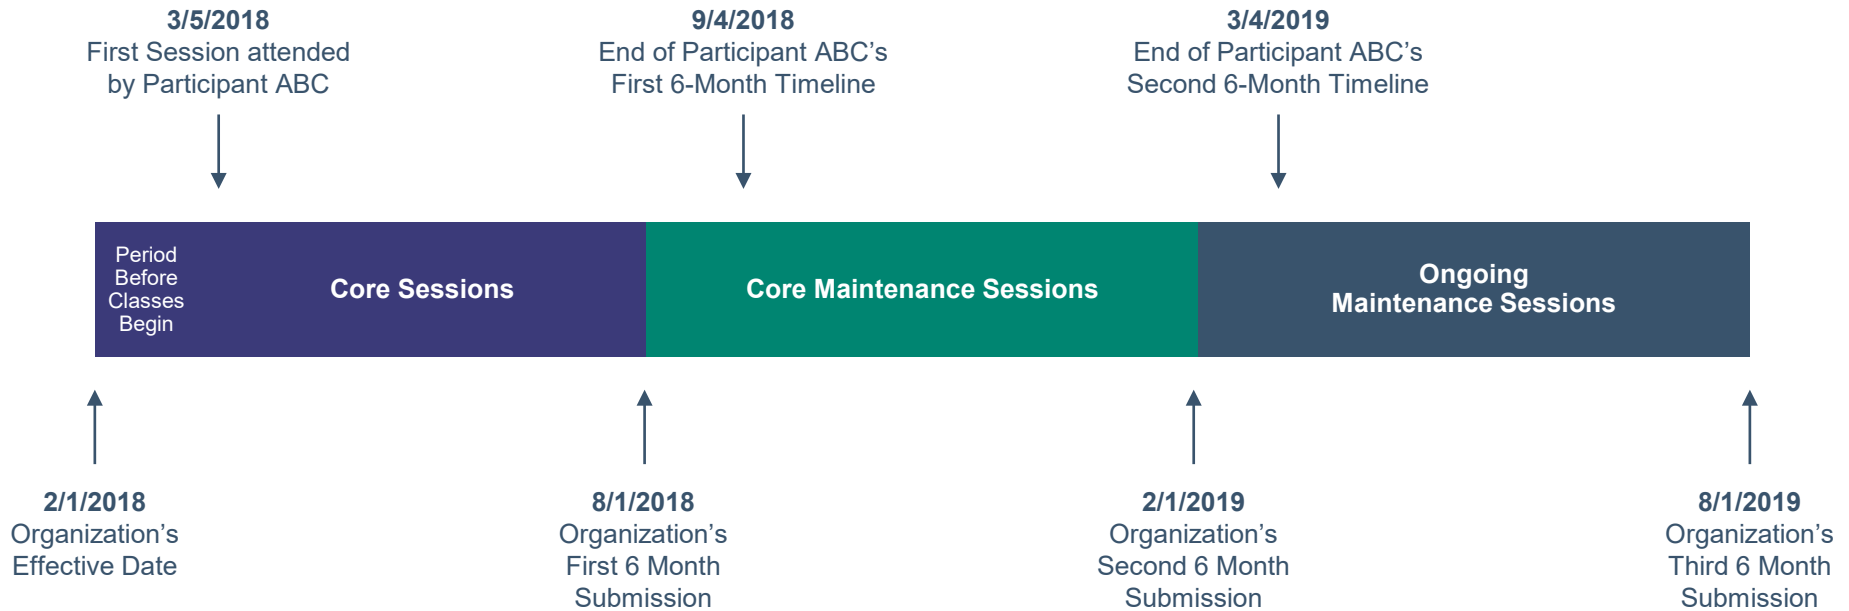 3/5/2018
First Session attended
by Participant ABC
9/4/2018
End of Participant ABC’s
First 6-Month Timeline
3/4/2019
End of Participant ABC’s
Second 6-Month Timeline
Period
Before
Classes
Begin
Core Sessions
Core Maintenance Sessions
Ongoing
Maintenance Sessions
2/1/2018
Organization’s
Effective Date
8/1/2018
Organization’s
First 6 Month
Submission
2/1/2019
Organization’s
Second 6 Month
Submission
8/1/2019
Organization’s
Third 6 Month
Submission